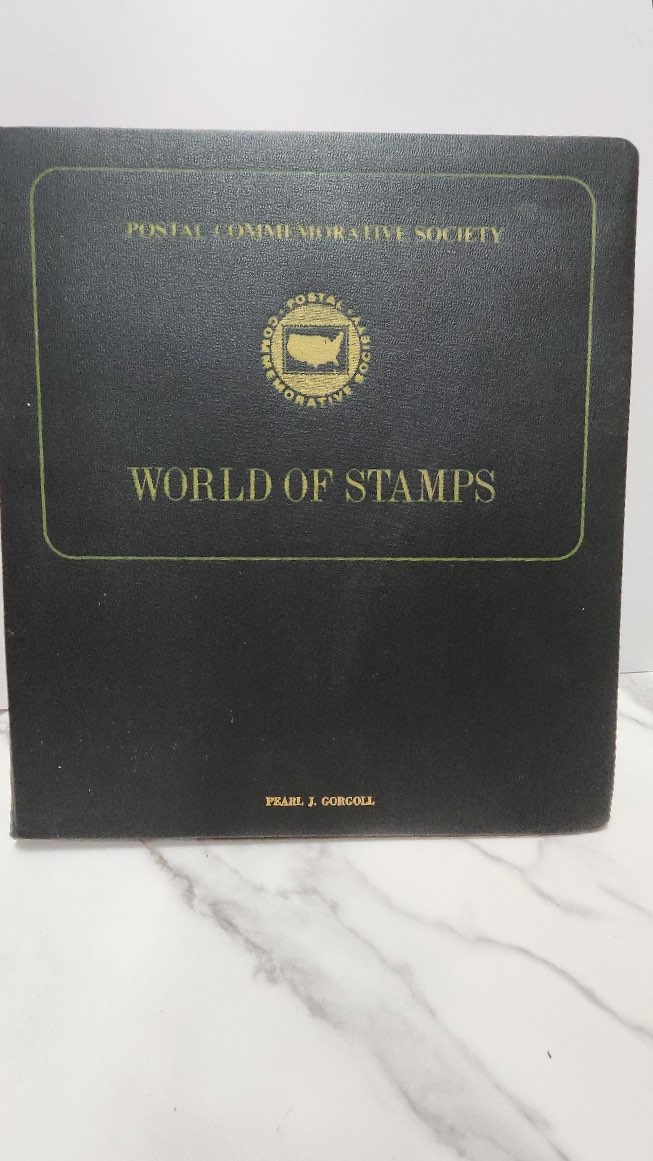 POSTAL COMMEMORATIVE SOCIETY
POSTAL
COMMEMORATIVE SOCIETY
WORLD OF STAMPS
PEARL J. GORGOLL